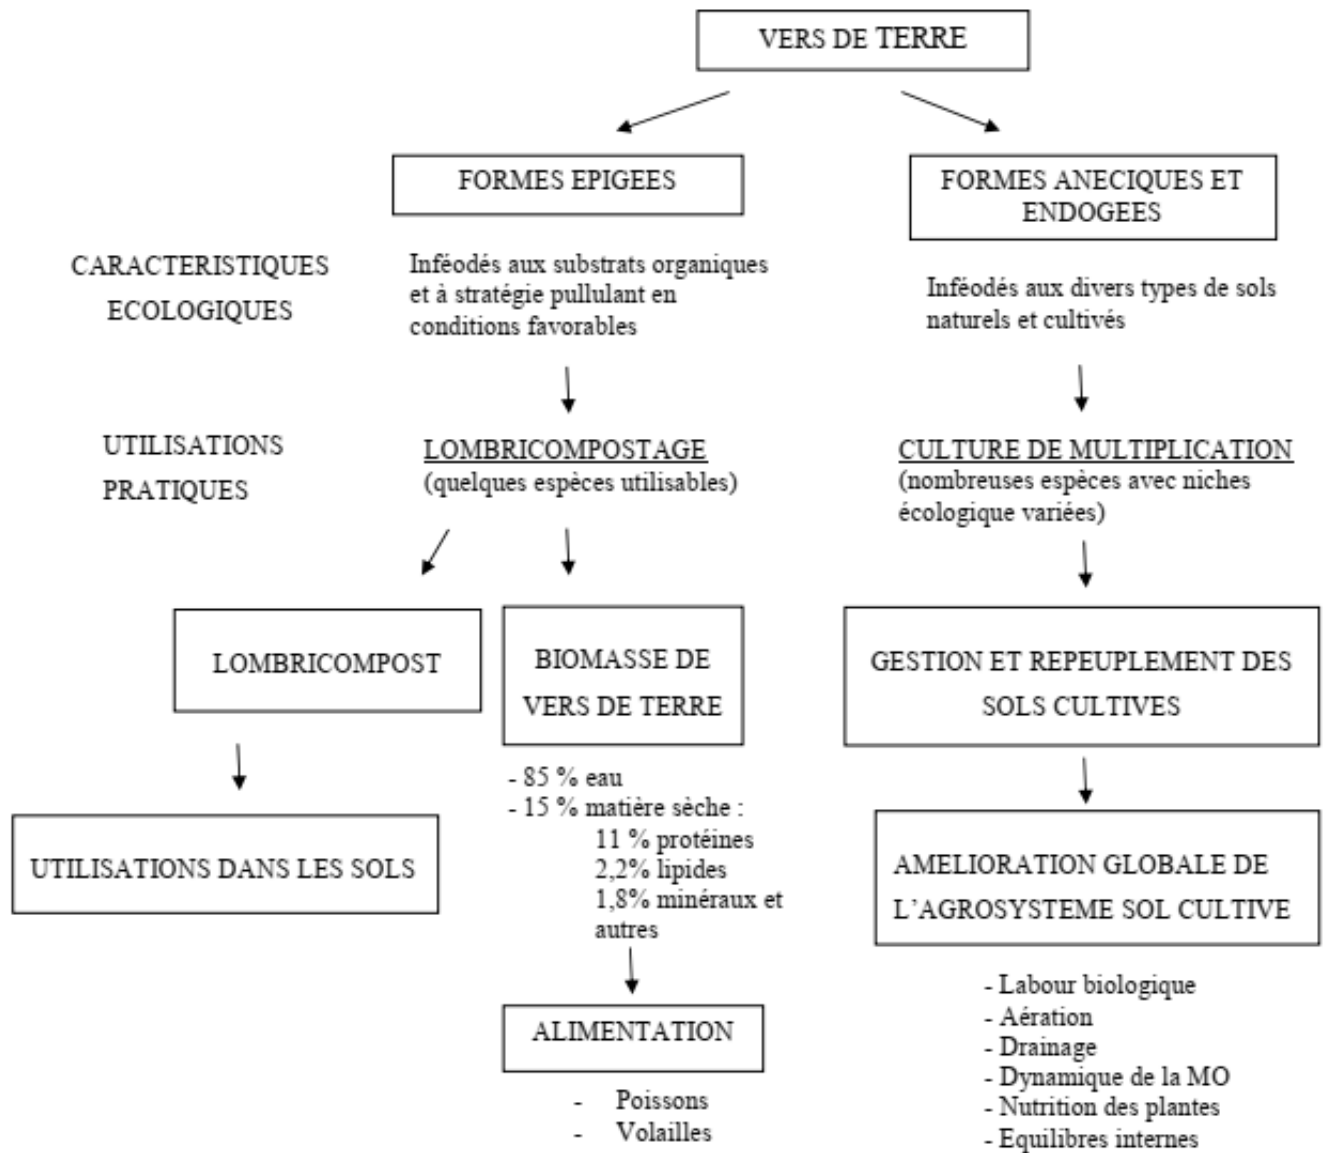 VERS DE TERRE
FORMES EPIGEES
FORMES ANECIQUES ET
ENDOGEES
CARACTERISTIQUES
ECOLOGIQUES
Inféodés aux substrats organiques
et à stratégie pullulant en
conditions favorables
Inféodés aux divers types de sols
naturels et cultivés
UTILISATIONS
PRATIQUES
LOMBRICOMPOSTAGE
(quelques espèces utilisables)
CULTURE DE MULTIPLICATION
(nombreuses espèces avec niches
écologique variées)
LOMBRICOMPOST
BIOMASSE DE
VERS DE TERRE
GESTION ET REPEUPLEMENT DES
SOLS CULTIVES
- 85 % eau
- 15 % matière sèche :
11 % protéines
2,2% lipides
1,8% minéraux et
autres
UTILISATIONS DANS LES SOLS
AMELIORATION GLOBALE DE
L'AGROSYSTEME SOL CULTIVE
ALIMENTATION
- Poissons
- Volailles
- Labour biologique
- Aération
- Drainage
- Dynamique de la MO
- Nutrition des plantes
- Equilibres internes